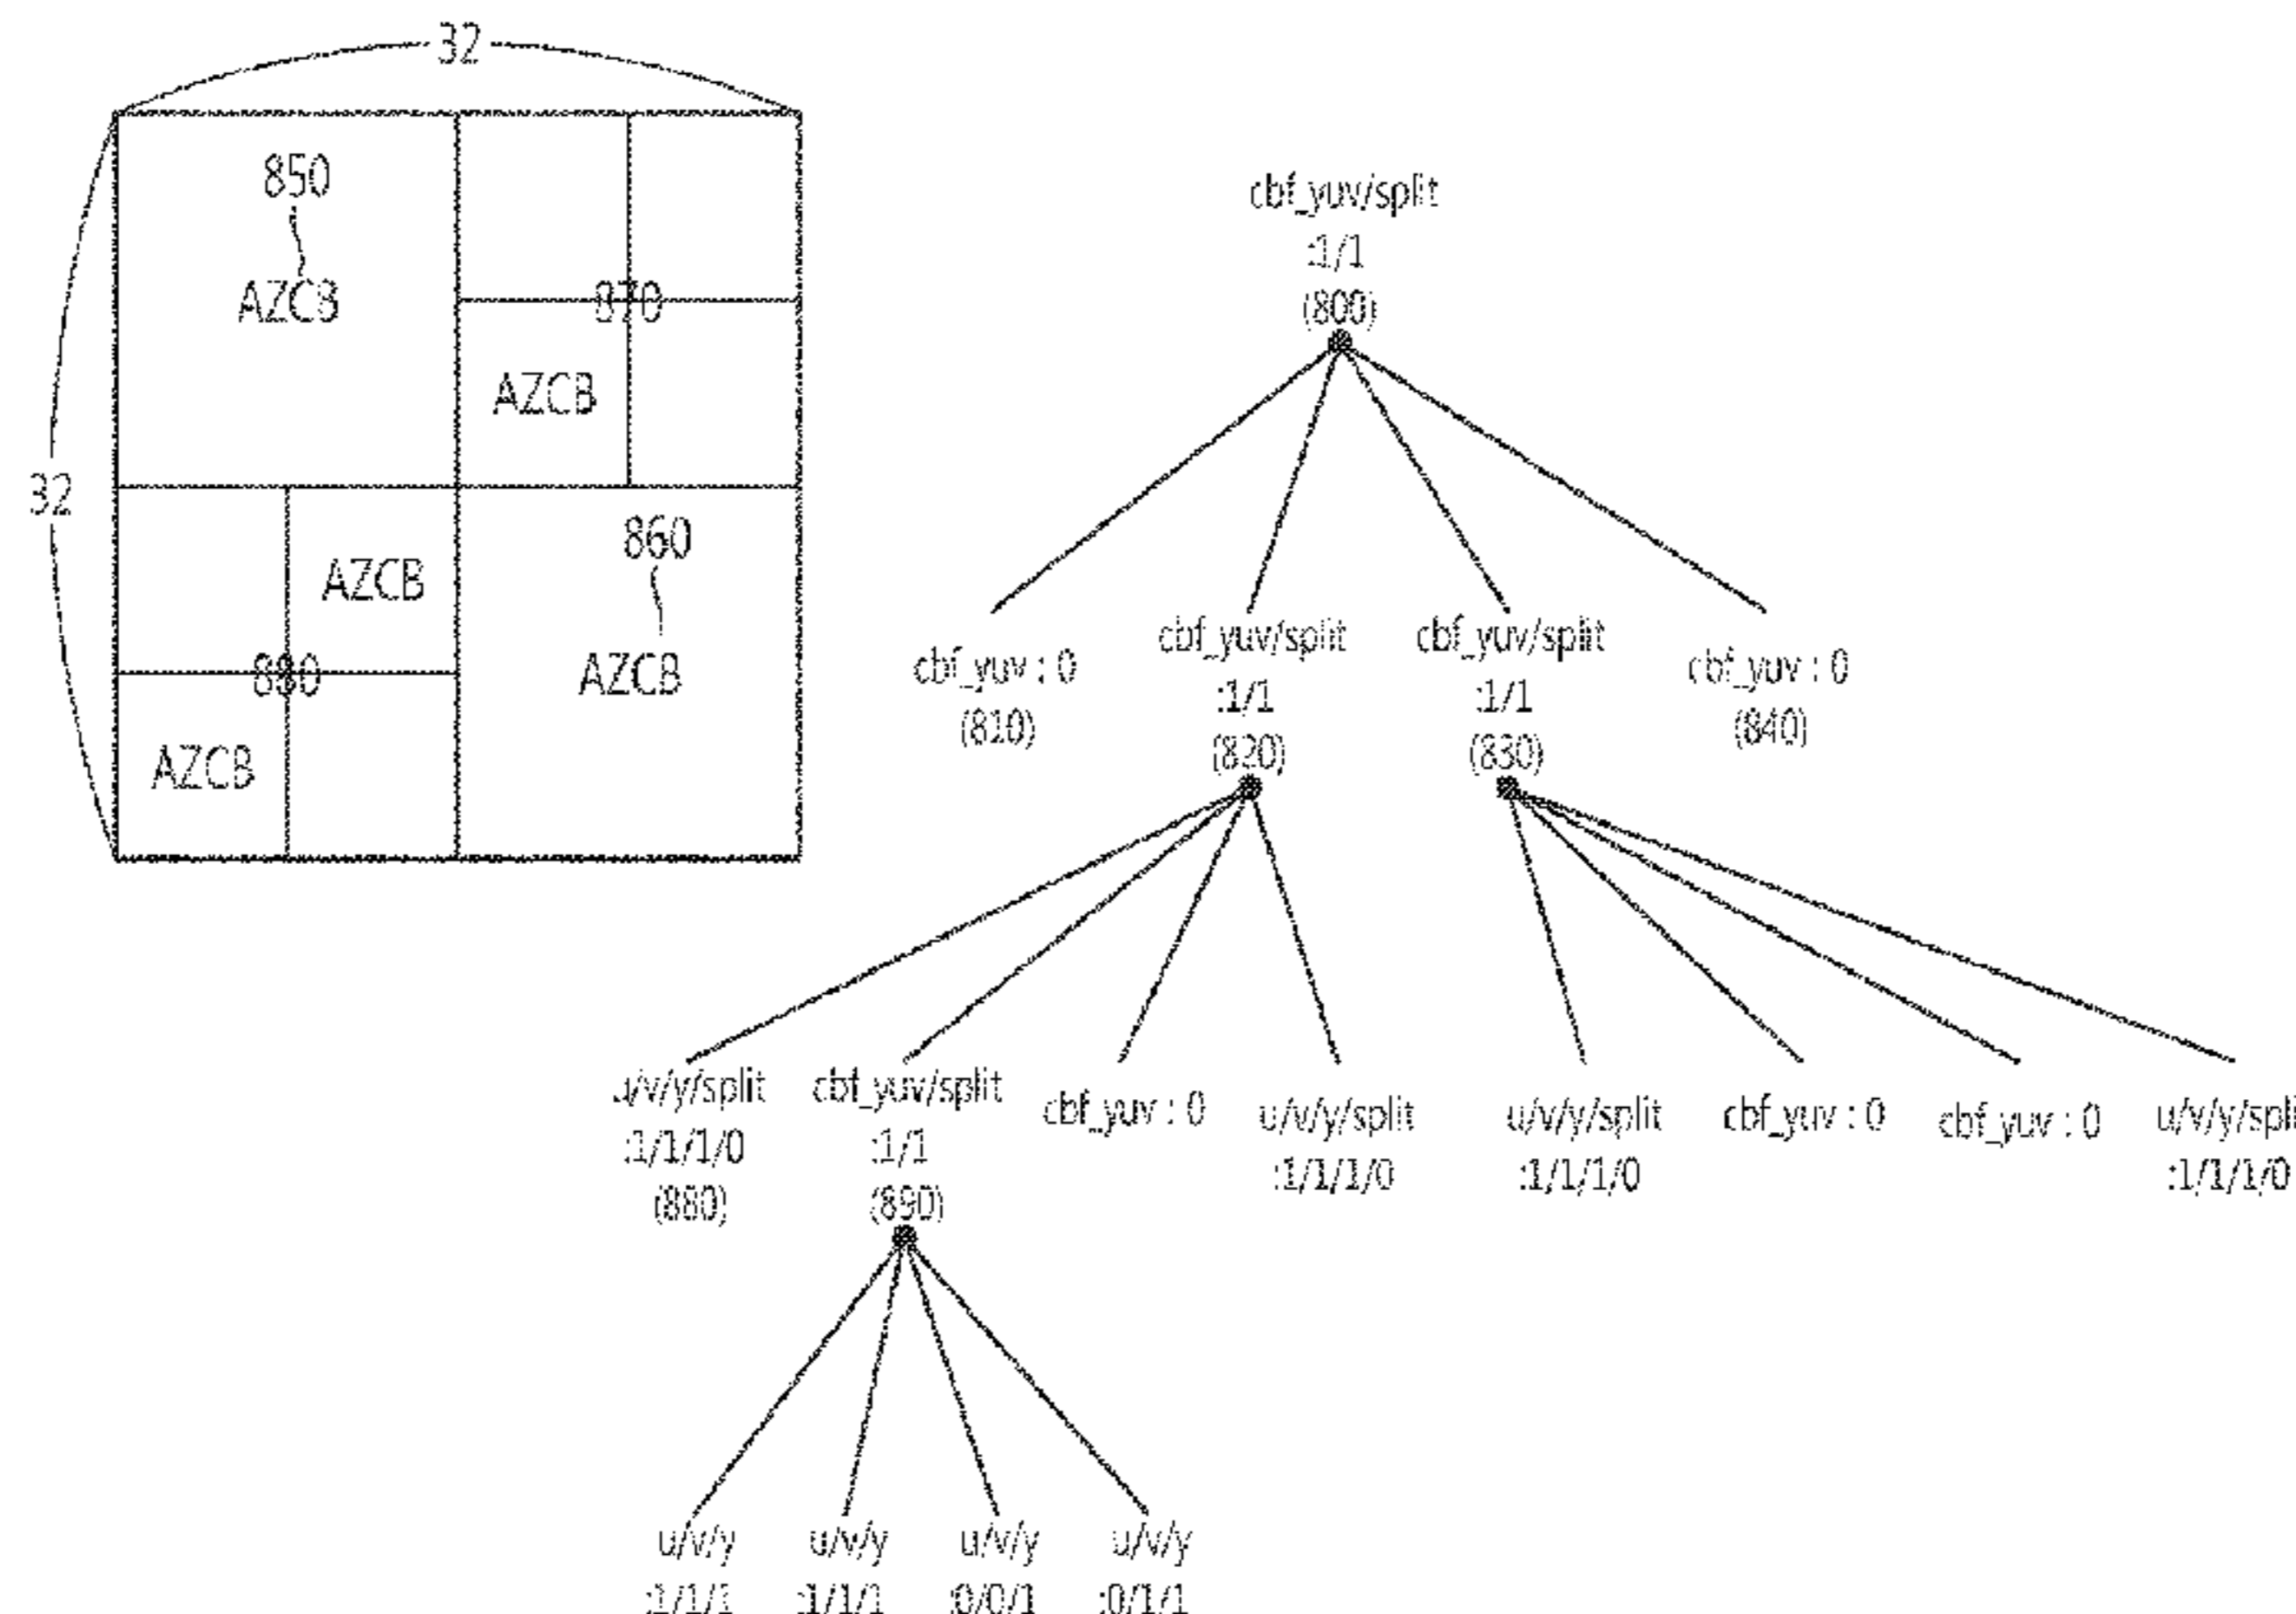 32
850
AZCB
870
AZCB
32
860
AZCB
AZCB
880
AZCB
cbf_yuv/split
:1/1
(800)
cbf_yuv : 0
(810)
cbf_yuv/split
:1/1
(820)
cbf_yuv/split
:1/1
(830)
cbf_yuv : 0
(840)
u/v/y/split
:1/1/1/0
(880)
cbf_yuv/split
:1/1
(890)
cbf_yuv : 0
u/v/y/split
:1/1/1/0
u/v/y/split
:1/1/1/0
cbf_yuv : 0
cbf_yuv : 0
u/v/y/spli
:1/1/1/0
u/v/y
:1/1/1
u/v/y
:1/1/1
u/v/y
:0/0/1
u/v/y
:0/1/1